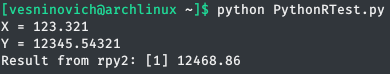 [vesninovich@archlinux ~]$ python PythonRTest.py
X = 123.321
Y = 12345.54321
Result from rpy2: [1] 12468.86